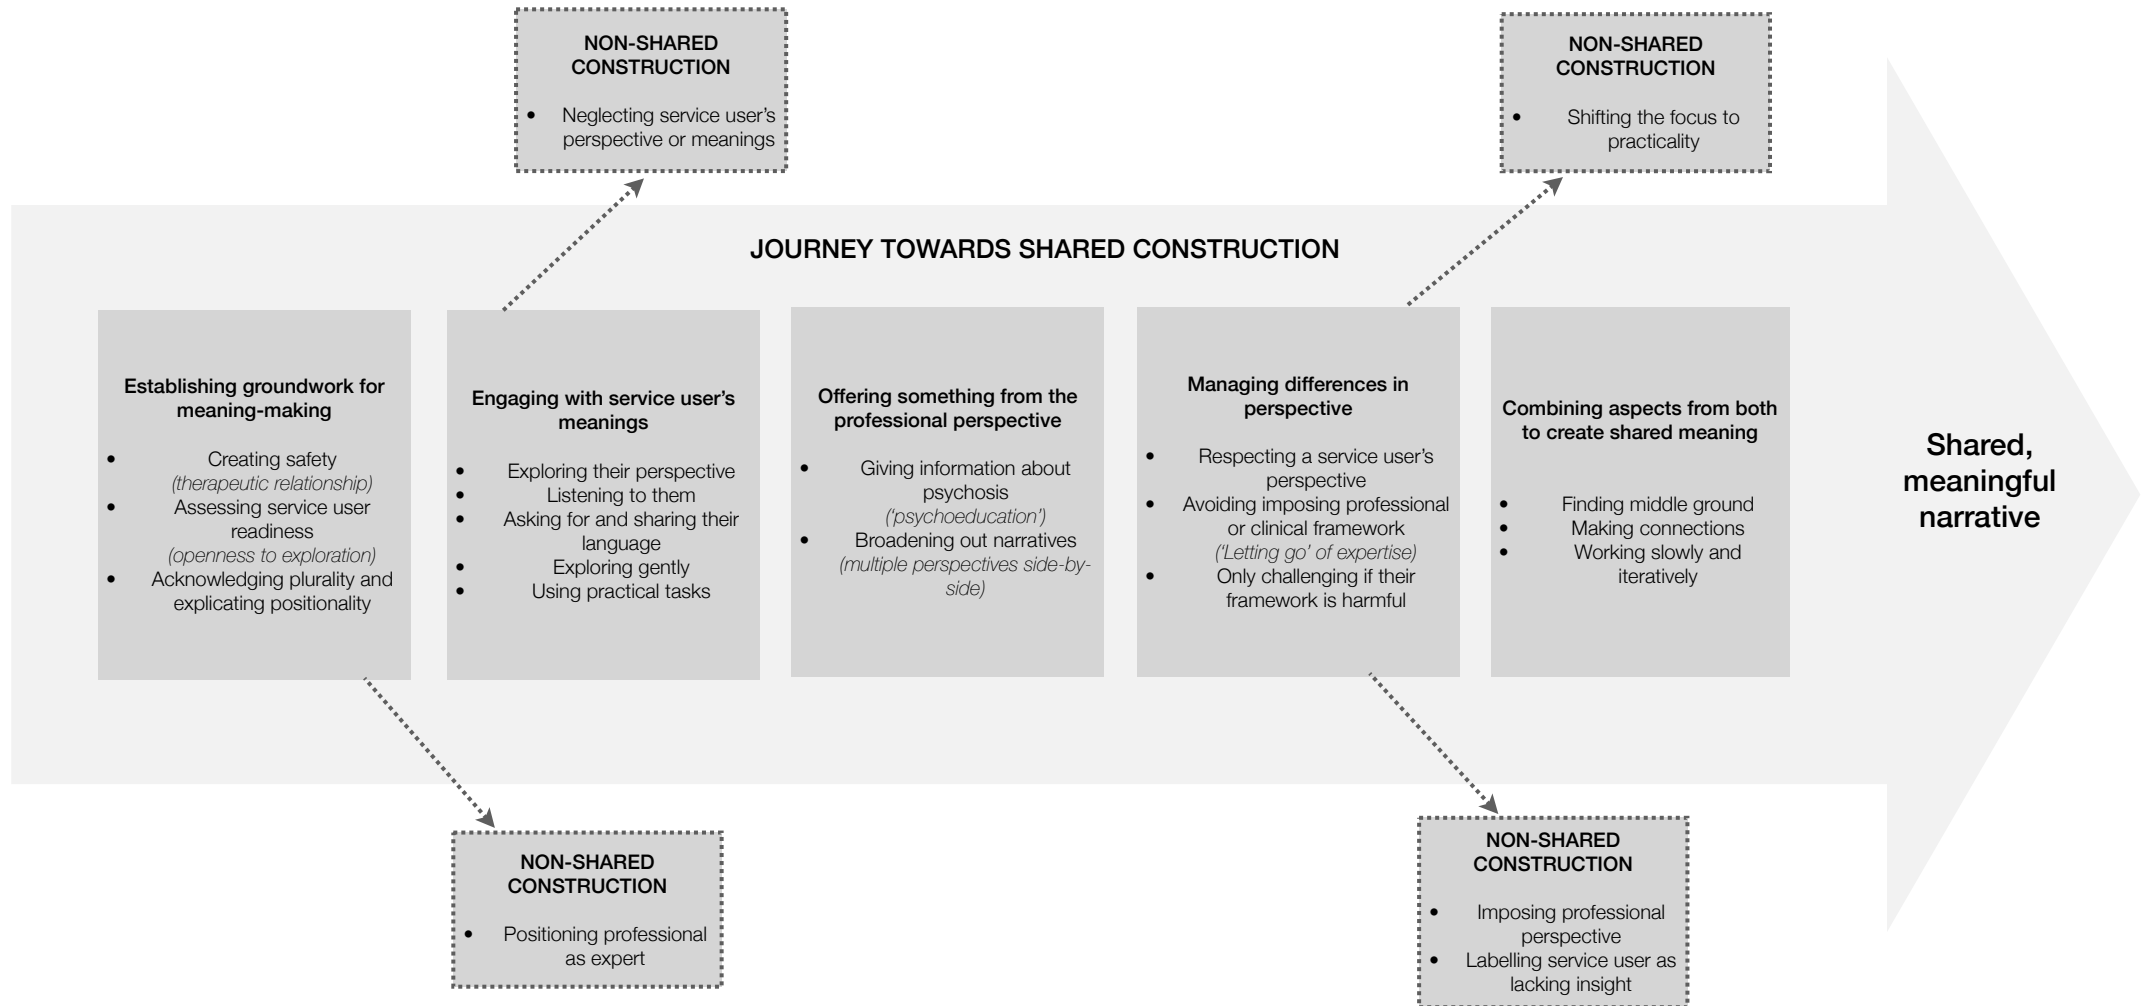 NON-SHARED
CONSTRUCTION
• Neglecting service user’s
perspective or meanings
NON-SHARED
CONSTRUCTION
• Shifting the focus to
practicality
JOURNEY TOWARDS SHARED CONSTRUCTION
Establishing groundwork for
meaning-making
• Creating safety
(therapeutic relationship)
• Assessing service user
readiness
(openness to exploration)
• Acknowledging plurality and
explicating positionality
Engaging with service user’s
meanings
• Exploring their perspective
• Listening to them
• Asking for and sharing their
language
• Exploring gently
• Using practical tasks
Offering something from the
professional perspective
• Giving information about
psychosis
(‘psychoeducation’)
• Broadening out narratives
(multiple perspectives side-by-
side)
Managing differences in
perspective
• Respecting a service user’s
perspective
• Avoiding imposing professional
or clinical framework
(‘Letting go’ of expertise)
• Only challenging if their
framework is harmful
Combining aspects from both
to create shared meaning
• Finding middle ground
• Making connections
• Working slowly and
iteratively
Shared,
meaningful
narrative
NON-SHARED
CONSTRUCTION
• Positioning professional
as expert
NON-SHARED
CONSTRUCTION
• Imposing professional
perspective
• Labelling service user as
lacking insight